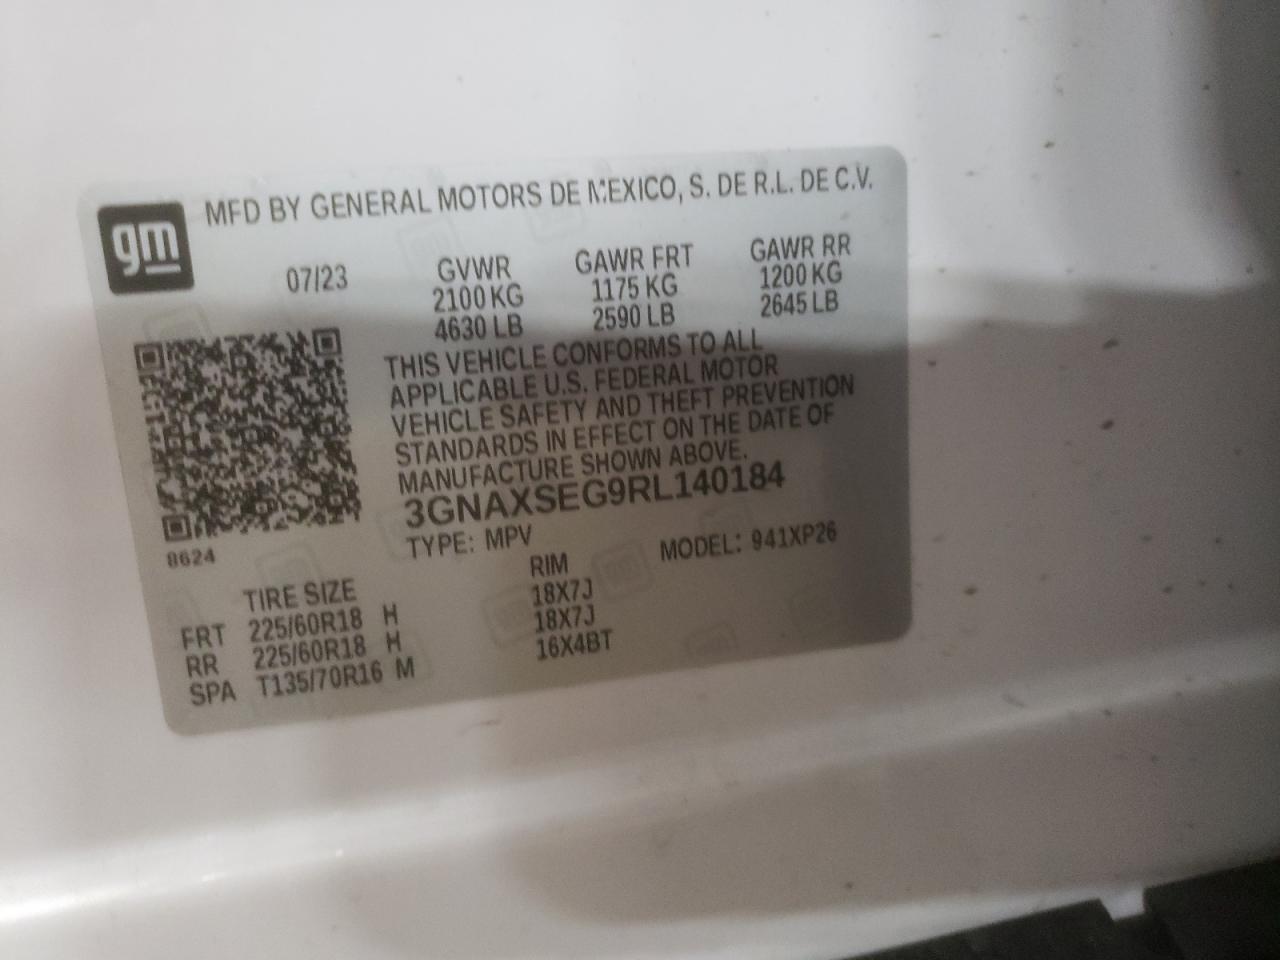 gm
MFD BY GENERAL MOTORS DE MEXICO, S. DE R.L. DE C.V.
07/23 GVWR GAWR FRT GAWR RR
2100 KG 1175 KG 1200 KG
4630 LB 2590 LB 2645 LB
THIS VEHICLE CONFORMS TO ALL
APPLICABLE U.S. FEDERAL MOTOR
VEHICLE SAFETY AND THEFT PREVENTION
STANDARDS IN EFFECT ON THE DATE OF
MANUFACTURE SHOWN ABOVE.
3GNAXSEG9RL140184
8624
TYPE: MPV MODEL: 941XP26
TIRE SIZE RIM
FRT 225/60R18 H 18X7J
RR 225/60R18 H 18X7J
SPA T135/70R16 M 16X4BT